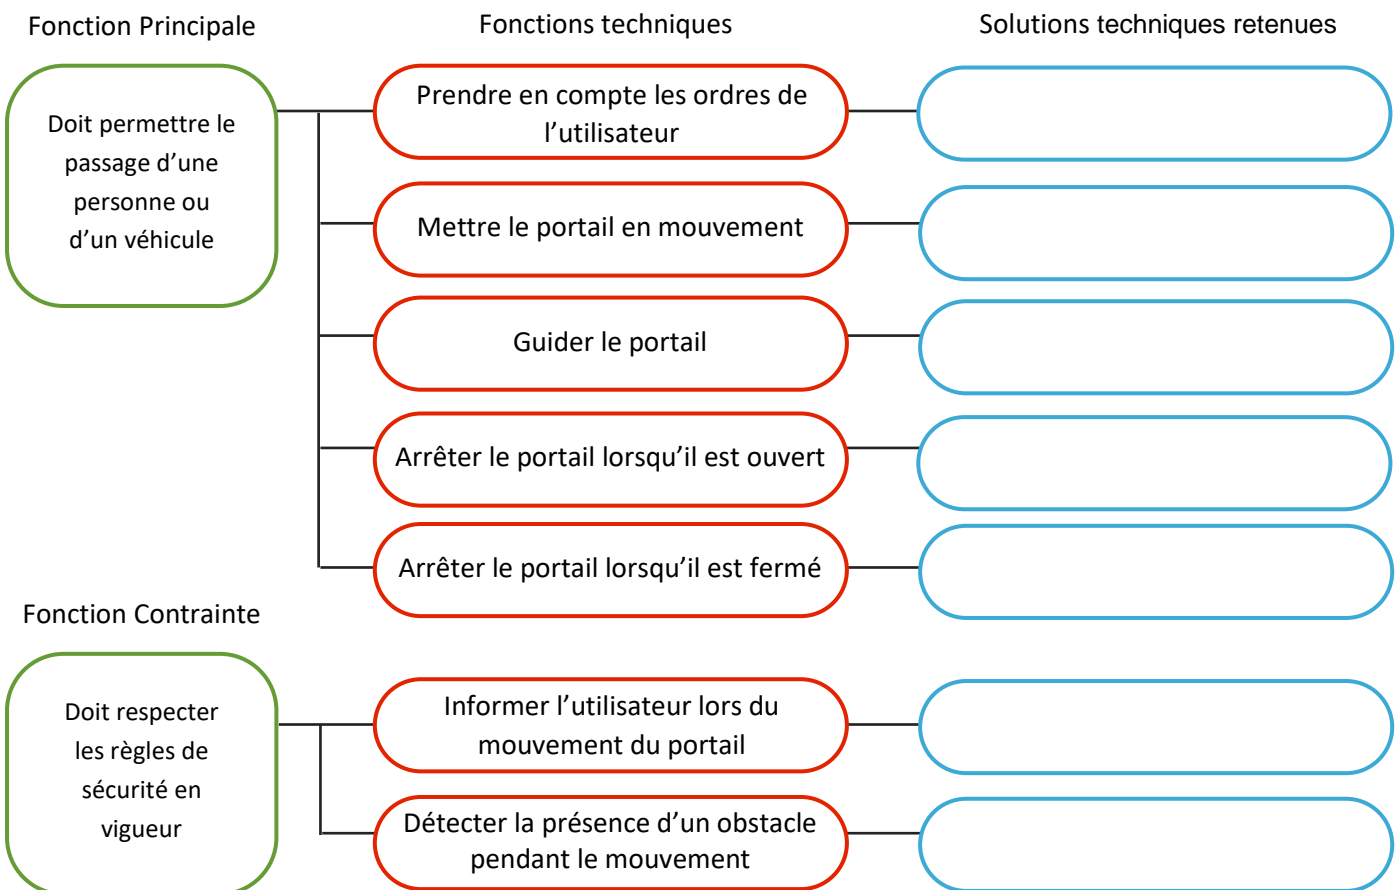 Fonction Principale
Fonctions techniques
Solutions techniques retenues
Doit permettre le
passage d’une
personne ou
d’un véhicule
Prendre en compte les ordres de
l’utilisateur
Mettre le portail en mouvement
Guider le portail
Arrêter le portail lorsqu’il est ouvert
Arrêter le portail lorsqu’il est fermé
Fonction Contrainte
Doit respecter
les règles de
sécurité en
vigueur
Informer l’utilisateur lors du
mouvement du portail
Détecter la présence d’un obstacle
pendant le mouvement